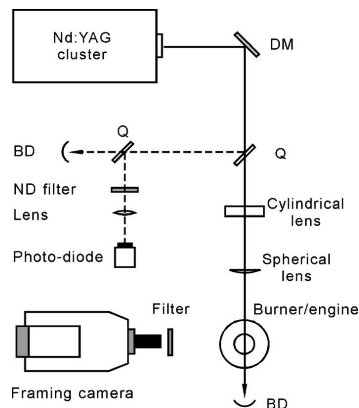 Nd:YAG
cluster
DM
Q
BD
Q
ND filter
Lens
Cylindrical
lens
Photo-diode
Spherical
lens
Filter
Burner/engine
Framing camera
BD